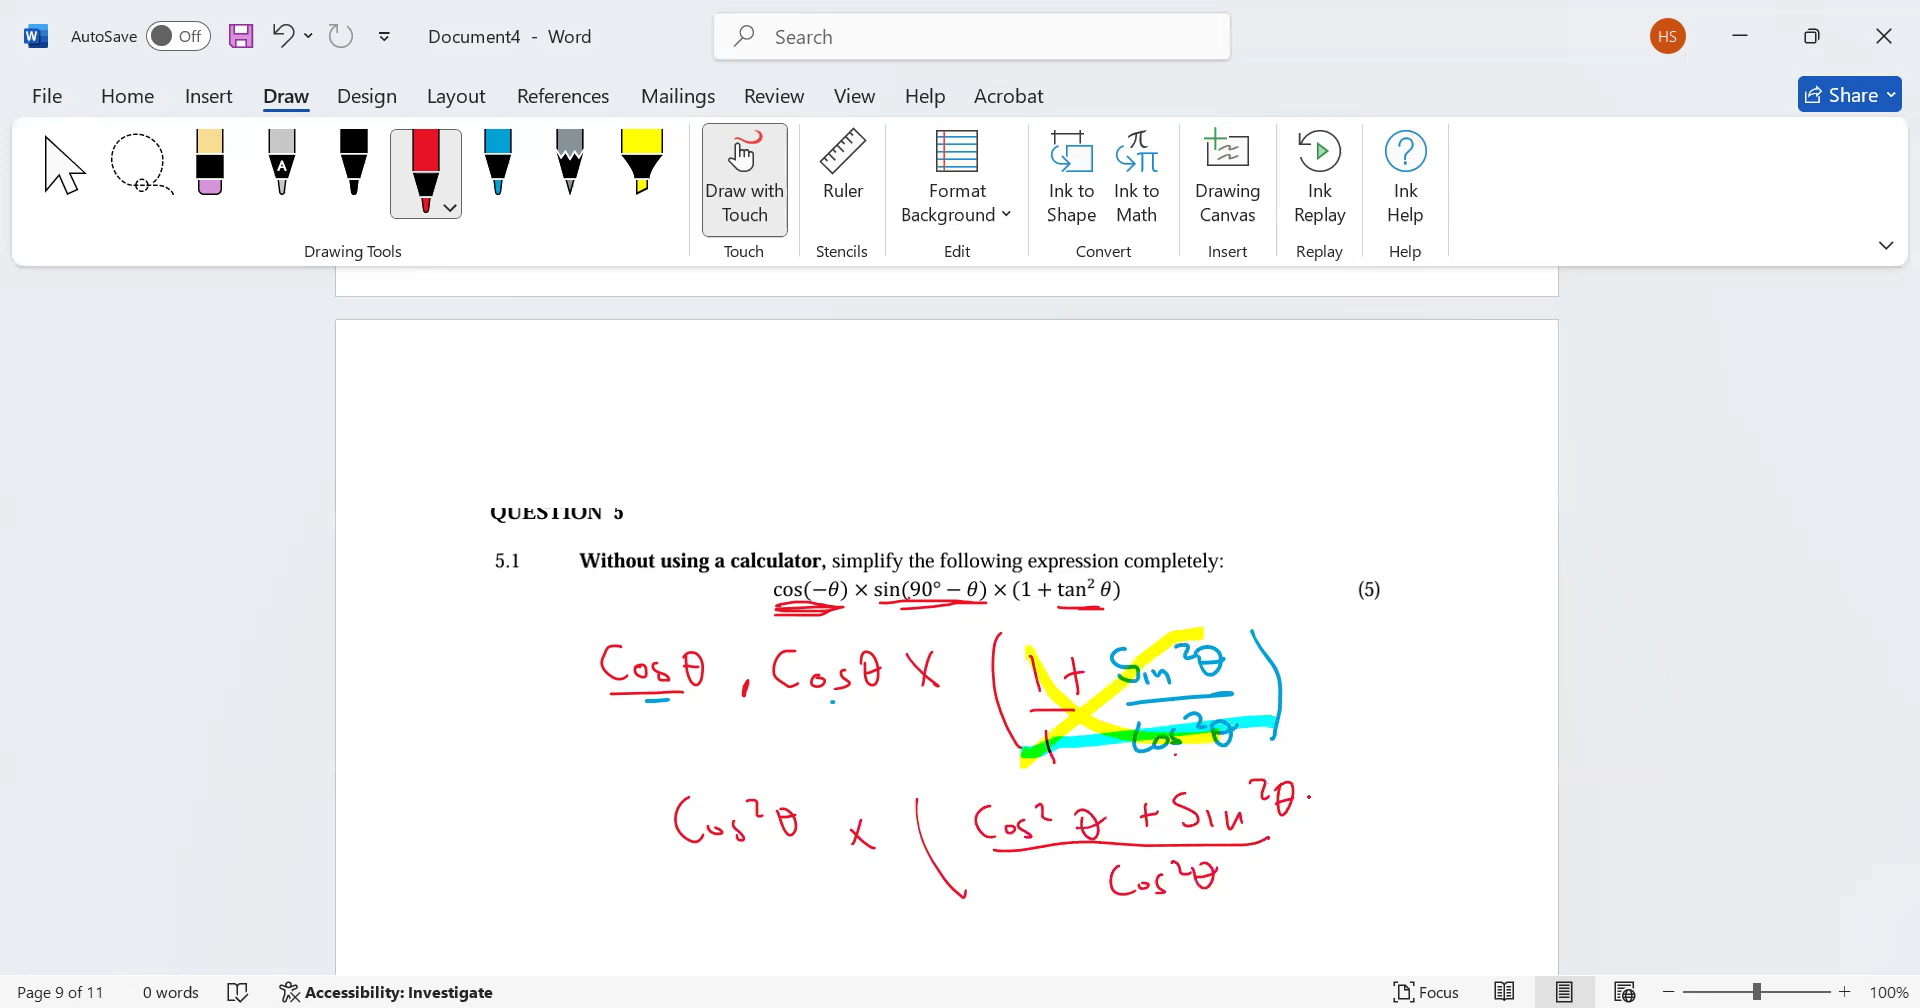 AutoSave Off Document4 - Word Search HS
File Home Insert Draw Design Layout References Mailings Review View Help Acrobat Share
A
Draw with Touch
Ruler
Format Background
Ink to Shape
Ink to Math
Drawing Canvas
Ink Replay
Ink Help
Drawing Tools Touch Stencils Edit Convert Insert Replay Help
QUESTION 5
5.1 Without using a calculator, simplify the following expression completely:
cos(−θ) × sin(90° − θ) × (1 + tan² θ) (5)
Cosθ . Cosθ × (1/1 + Sin²θ/Cos²θ)
Cos²θ × (Cos²θ + Sin²θ.
Cos²θ
Page 9 of 11 0 words Accessibility: Investigate Focus 100%